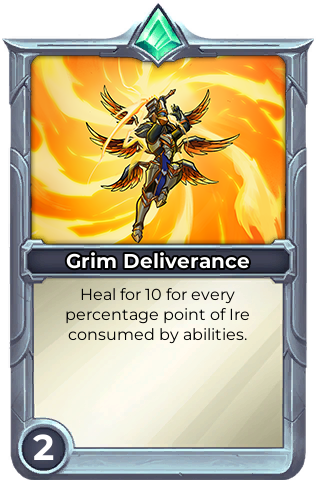 Grim Deliverance
Heal for 10 for every
percentage point of Ire
consumed by abilities.
2